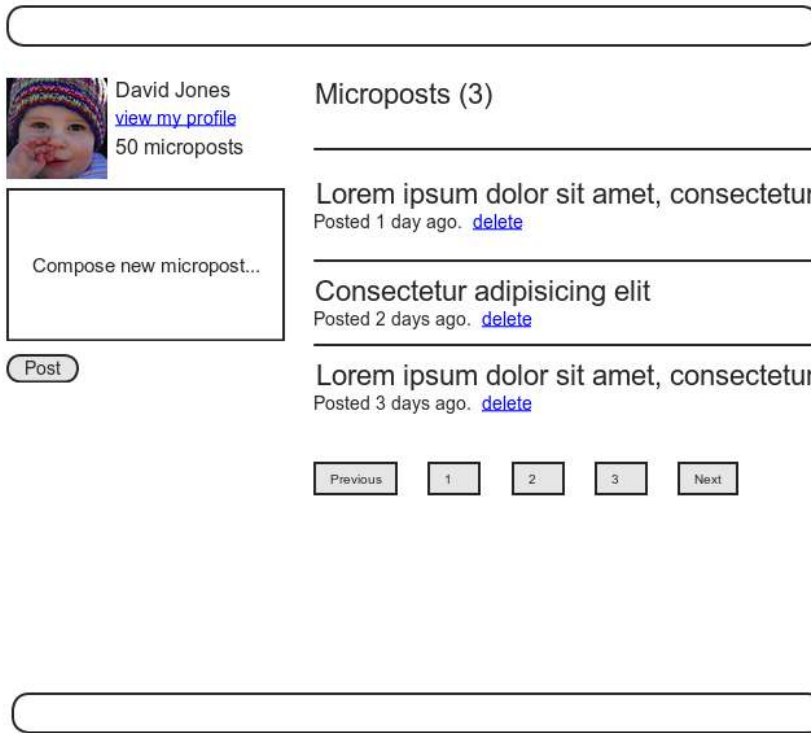 David Jones
view my profile
50 microposts
Compose new micropost...
Post
Microposts (3)
Lorem ipsum dolor sit amet, consectetur
Posted 1 day ago. delete
Consectetur adipisicing elit
Posted 2 days ago. delete
Lorem ipsum dolor sit amet, consectetur
Posted 3 days ago. delete
Previous 1 2 3 Next